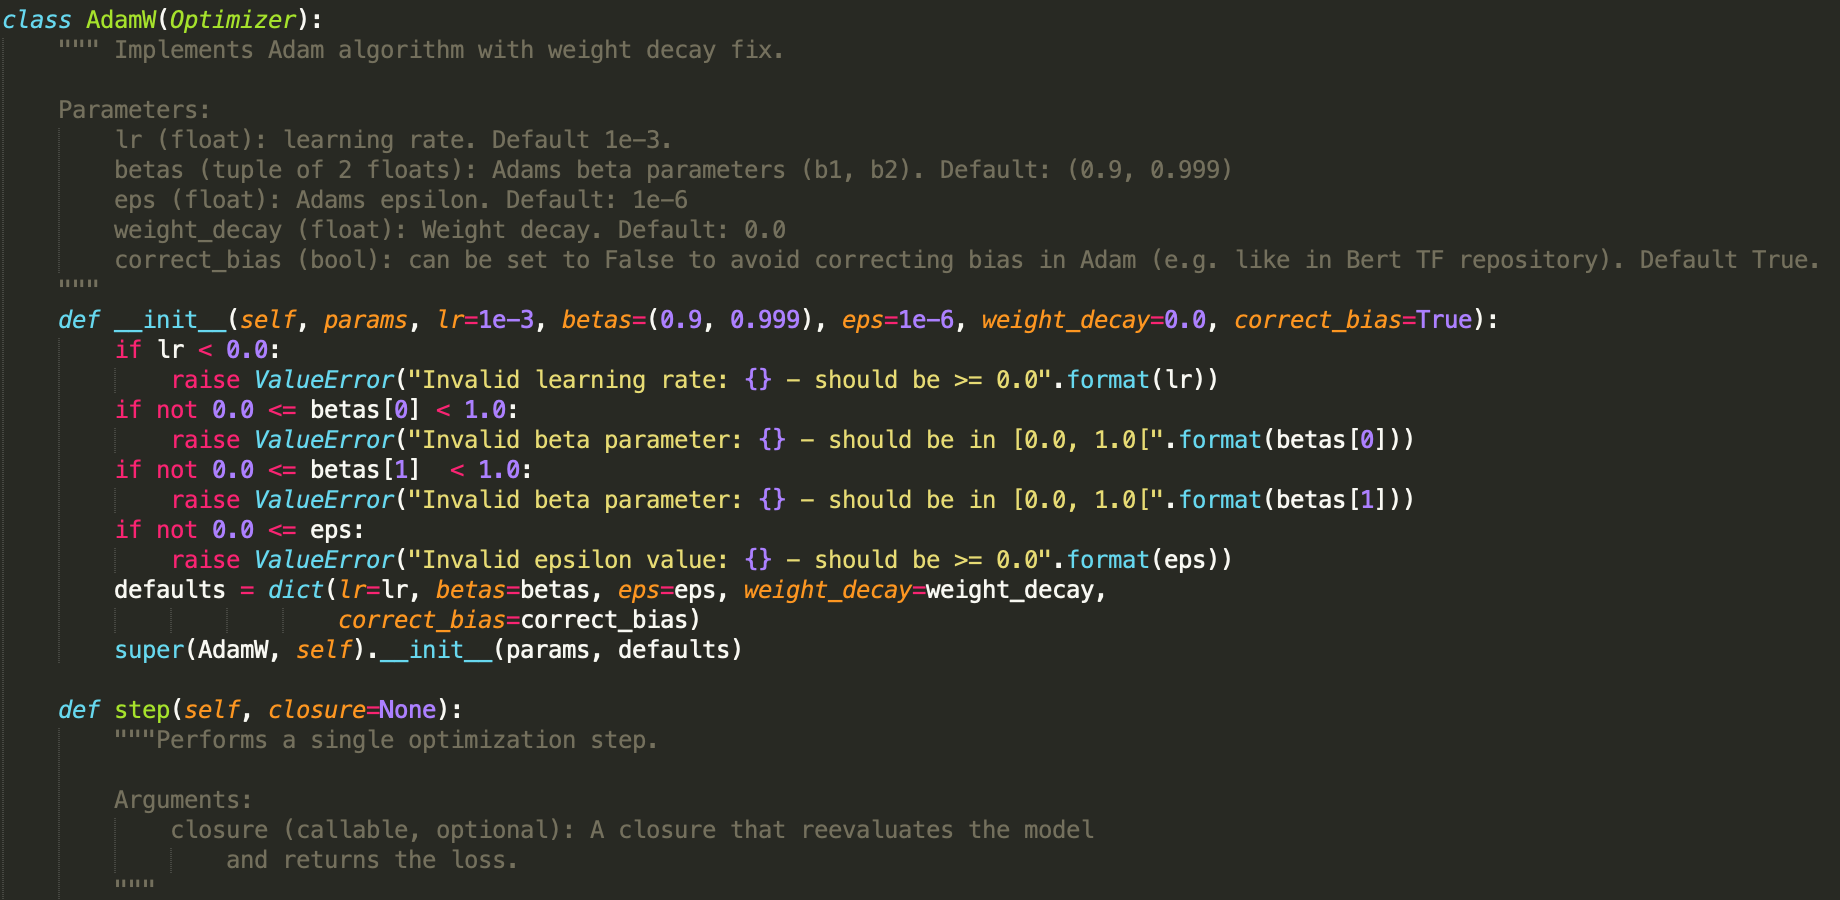 class AdamW(Optimizer):
    """ Implements Adam algorithm with weight decay fix.

    Parameters:
        lr (float): learning rate. Default 1e-3.
        betas (tuple of 2 floats): Adams beta parameters (b1, b2). Default: (0.9, 0.999)
        eps (float): Adams epsilon. Default: 1e-6
        weight_decay (float): Weight decay. Default: 0.0
        correct_bias (bool): can be set to False to avoid correcting bias in Adam (e.g. like in Bert TF repository). Default True.
    """
    def __init__(self, params, lr=1e-3, betas=(0.9, 0.999), eps=1e-6, weight_decay=0.0, correct_bias=True):
        if lr < 0.0:
            raise ValueError("Invalid learning rate: {} - should be >= 0.0".format(lr))
        if not 0.0 <= betas[0] < 1.0:
            raise ValueError("Invalid beta parameter: {} - should be in [0.0, 1.0[".format(betas[0]))
        if not 0.0 <= betas[1]  < 1.0:
            raise ValueError("Invalid beta parameter: {} - should be in [0.0, 1.0[".format(betas[1]))
        if not 0.0 <= eps:
            raise ValueError("Invalid epsilon value: {} - should be >= 0.0".format(eps))
        defaults = dict(lr=lr, betas=betas, eps=eps, weight_decay=weight_decay,
                        correct_bias=correct_bias)
        super(AdamW, self).__init__(params, defaults)

    def step(self, closure=None):
        """Performs a single optimization step.

        Arguments:
            closure (callable, optional): A closure that reevaluates the model
                and returns the loss.
        """